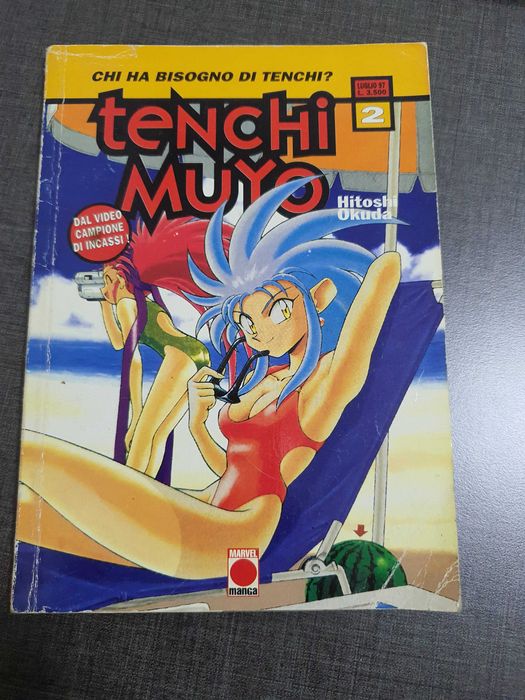 CHI HA BISOGNO DI TENCHI?
LUGLIO 97
L. 3.500
2
tenchi
MUYO
Hitoshi
Okuda
DAL VIDEO
CAMPIONE
DI INCASSI!
MARVEL
manga